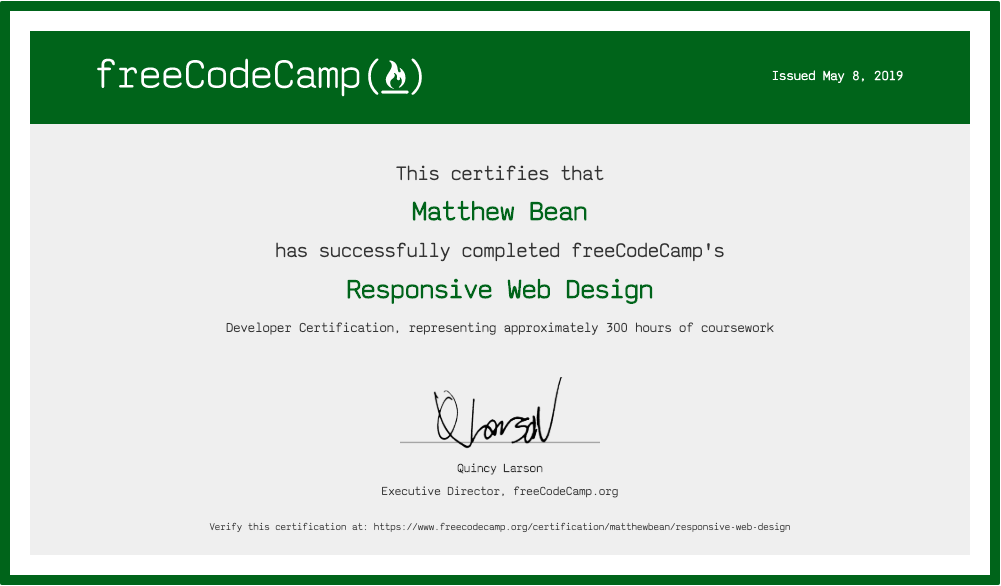 freeCodeCamp(🔥)
Issued May 8, 2019
This certifies that
Matthew Bean
has successfully completed freeCodeCamp's
Responsive Web Design
Developer Certification, representing approximately 300 hours of coursework
Q Larson
Quincy Larson
Executive Director, freeCodeCamp.org
Verify this certification at: https://www.freecodecamp.org/certification/matthewbean/responsive-web-design